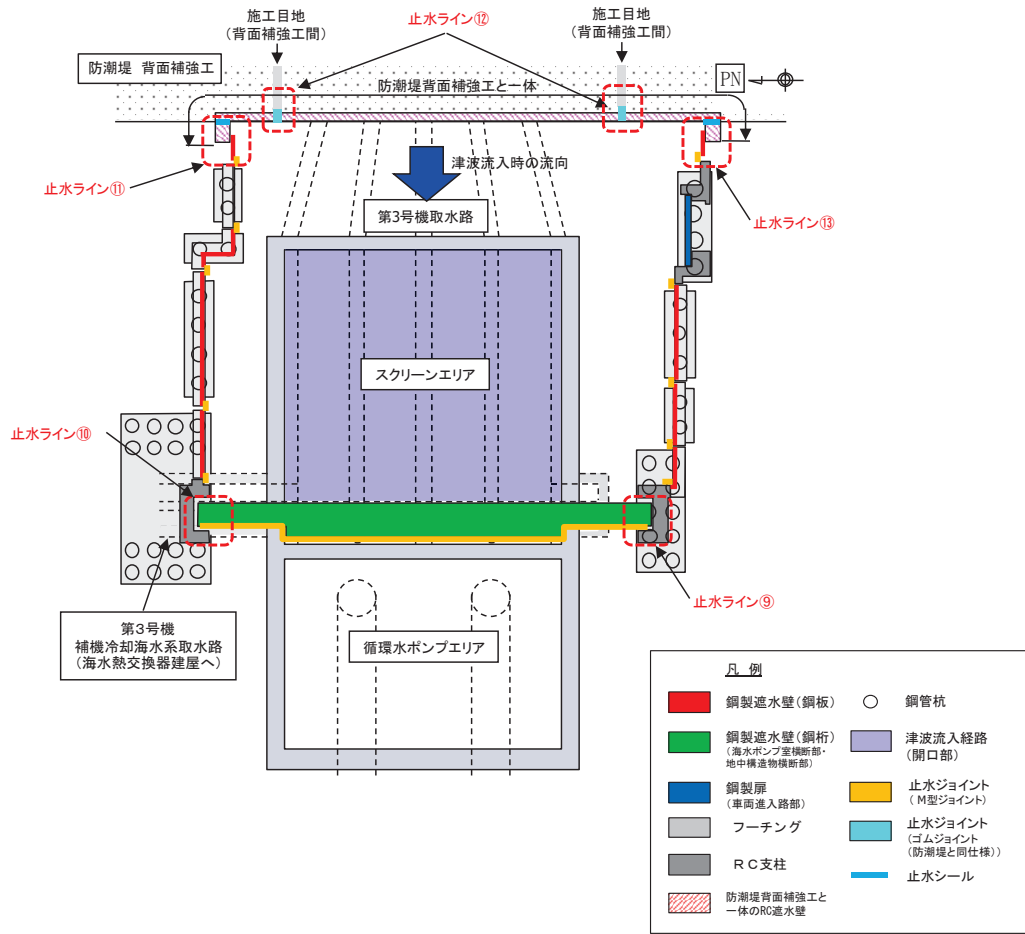 施工目地
(背面補強工間)
止水ライン⑫
施工目地
(背面補強工間)
防潮堤 背面補強工
防潮堤背面補強工と一体
PN
津波流入時の流向
止水ライン⑪
第3号機取水路
止水ライン⑬
スクリーンエリア
止水ライン⑩
止水ライン⑨
第3号機
補機冷却海水系取水路
(海水熱交換器建屋へ)
循環水ポンプエリア
凡 例
鋼製遮水壁(鋼板)
鋼製遮水壁(鋼桁)
(海水ポンプ室横断部・
地中構造物横断部)
鋼製扉
(車両進入路部)
フーチング
RC支柱
防潮堤背面補強工と
一体のRC遮水壁
鋼管杭
津波流入経路
(開口部)
止水ジョイント
(M型ジョイント)
止水ジョイント
(ゴムジョイント
(防潮堤と同仕様))
止水シール